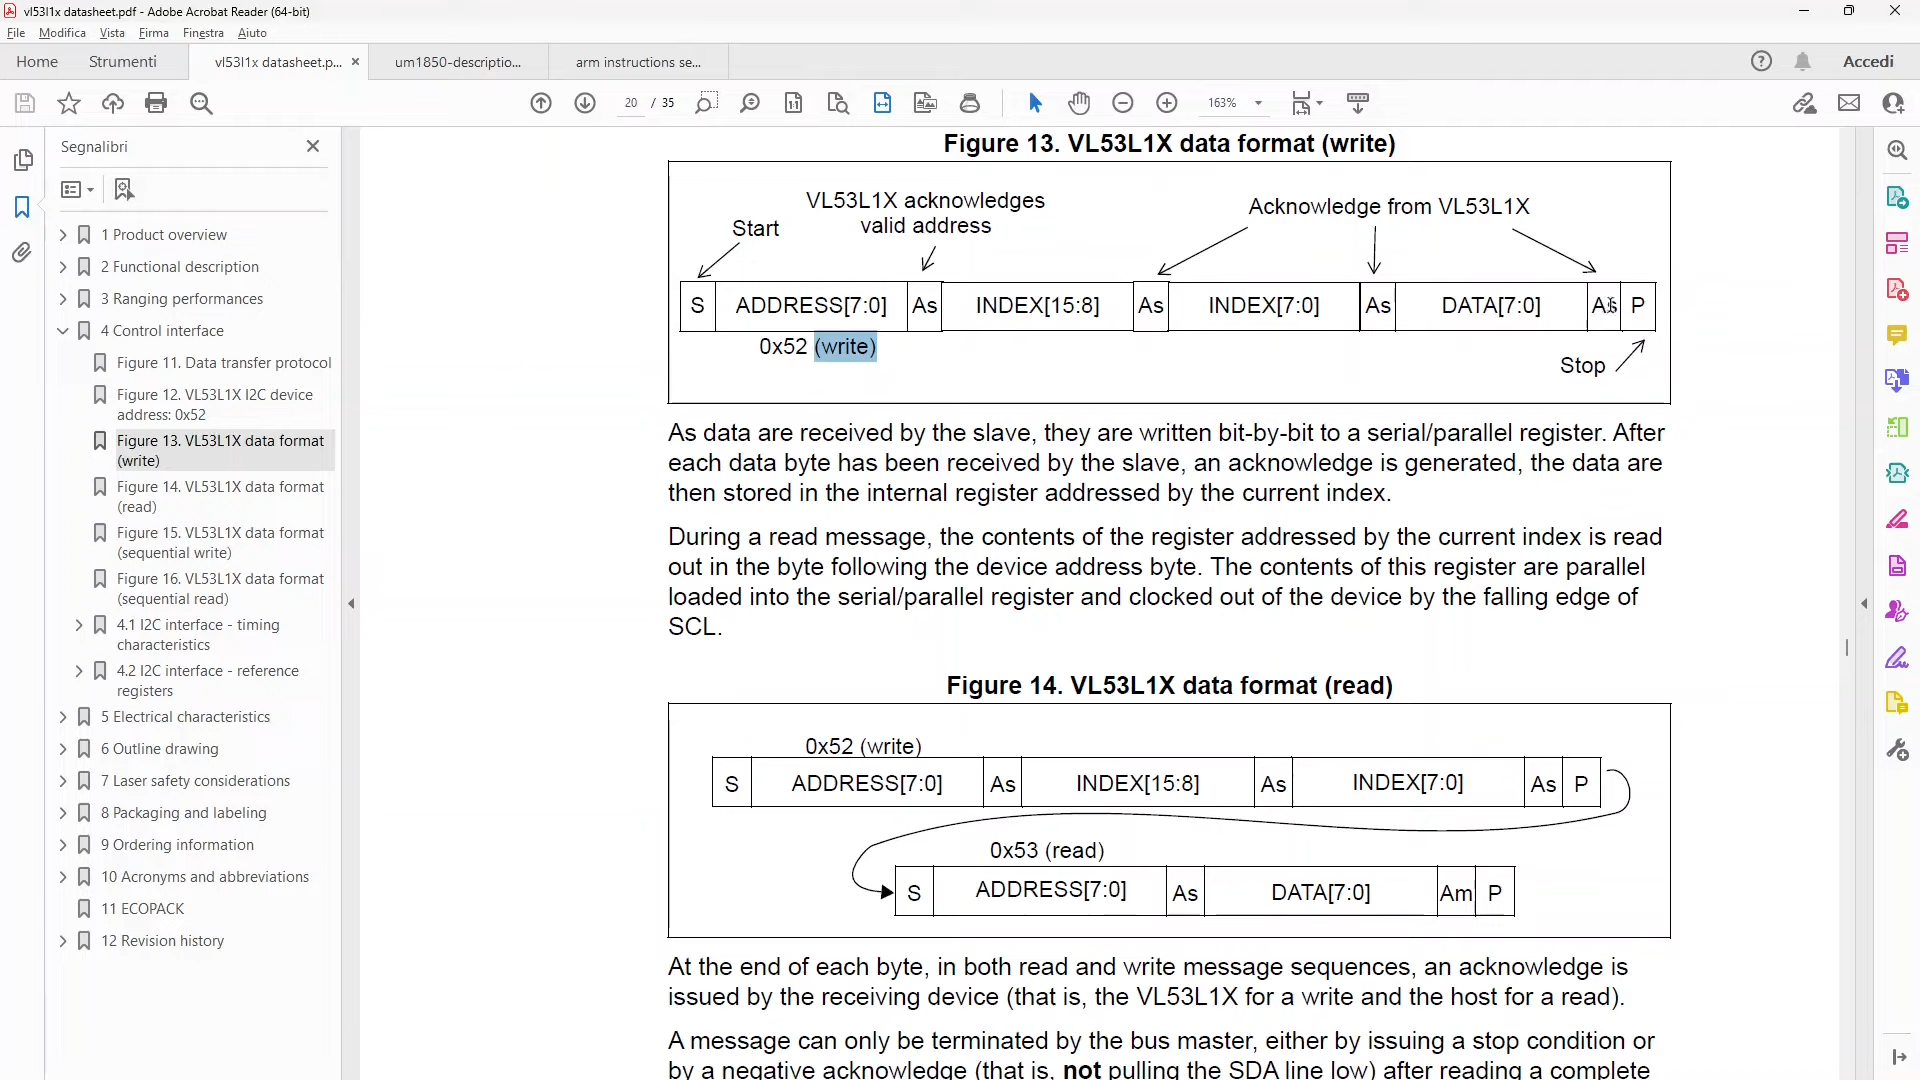 vl53l1x datasheet.pdf - Adobe Acrobat Reader (64-bit)
File Modifica Vista Firma Finestra Aiuto
Home Strumenti vl53l1x datasheet.p... um1850-descriptio... arm instructions se... Accedi
20 / 35 163%
Segnalibri
1 Product overview
2 Functional description
3 Ranging performances
4 Control interface
Figure 11. Data transfer protocol
Figure 12. VL53L1X I2C device
address: 0x52
Figure 13. VL53L1X data format
(write)
Figure 14. VL53L1X data format
(read)
Figure 15. VL53L1X data format
(sequential write)
Figure 16. VL53L1X data format
(sequential read)
4.1 I2C interface - timing
characteristics
4.2 I2C interface - reference
registers
5 Electrical characteristics
6 Outline drawing
7 Laser safety considerations
8 Packaging and labeling
9 Ordering information
10 Acronyms and abbreviations
11 ECOPACK
12 Revision history
Figure 13. VL53L1X data format (write)
VL53L1X acknowledges
valid address
Start
Acknowledge from VL53L1X
S ADDRESS[7:0] As INDEX[15:8] As INDEX[7:0] As DATA[7:0] As P
0x52 (write)
Stop
As data are received by the slave, they are written bit-by-bit to a serial/parallel register. After
each data byte has been received by the slave, an acknowledge is generated, the data are
then stored in the internal register addressed by the current index.
During a read message, the contents of the register addressed by the current index is read
out in the byte following the device address byte. The contents of this register are parallel
loaded into the serial/parallel register and clocked out of the device by the falling edge of
SCL.
Figure 14. VL53L1X data format (read)
0x52 (write)
S ADDRESS[7:0] As INDEX[15:8] As INDEX[7:0] As P
0x53 (read)
S ADDRESS[7:0] As DATA[7:0] Am P
At the end of each byte, in both read and write message sequences, an acknowledge is
issued by the receiving device (that is, the VL53L1X for a write and the host for a read).
A message can only be terminated by the bus master, either by issuing a stop condition or
by a negative acknowledge (that is, not pulling the SDA line low) after reading a complete